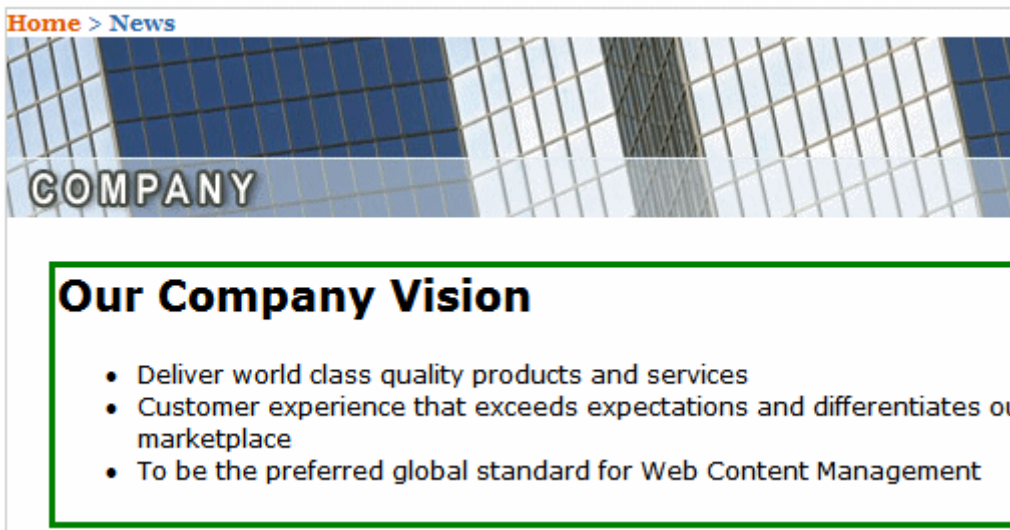 Home > News
COMPANY
Our Company Vision
• Deliver world class quality products and services
• Customer experience that exceeds expectations and differentiates
marketplace
• To be the preferred global standard for Web Content Management